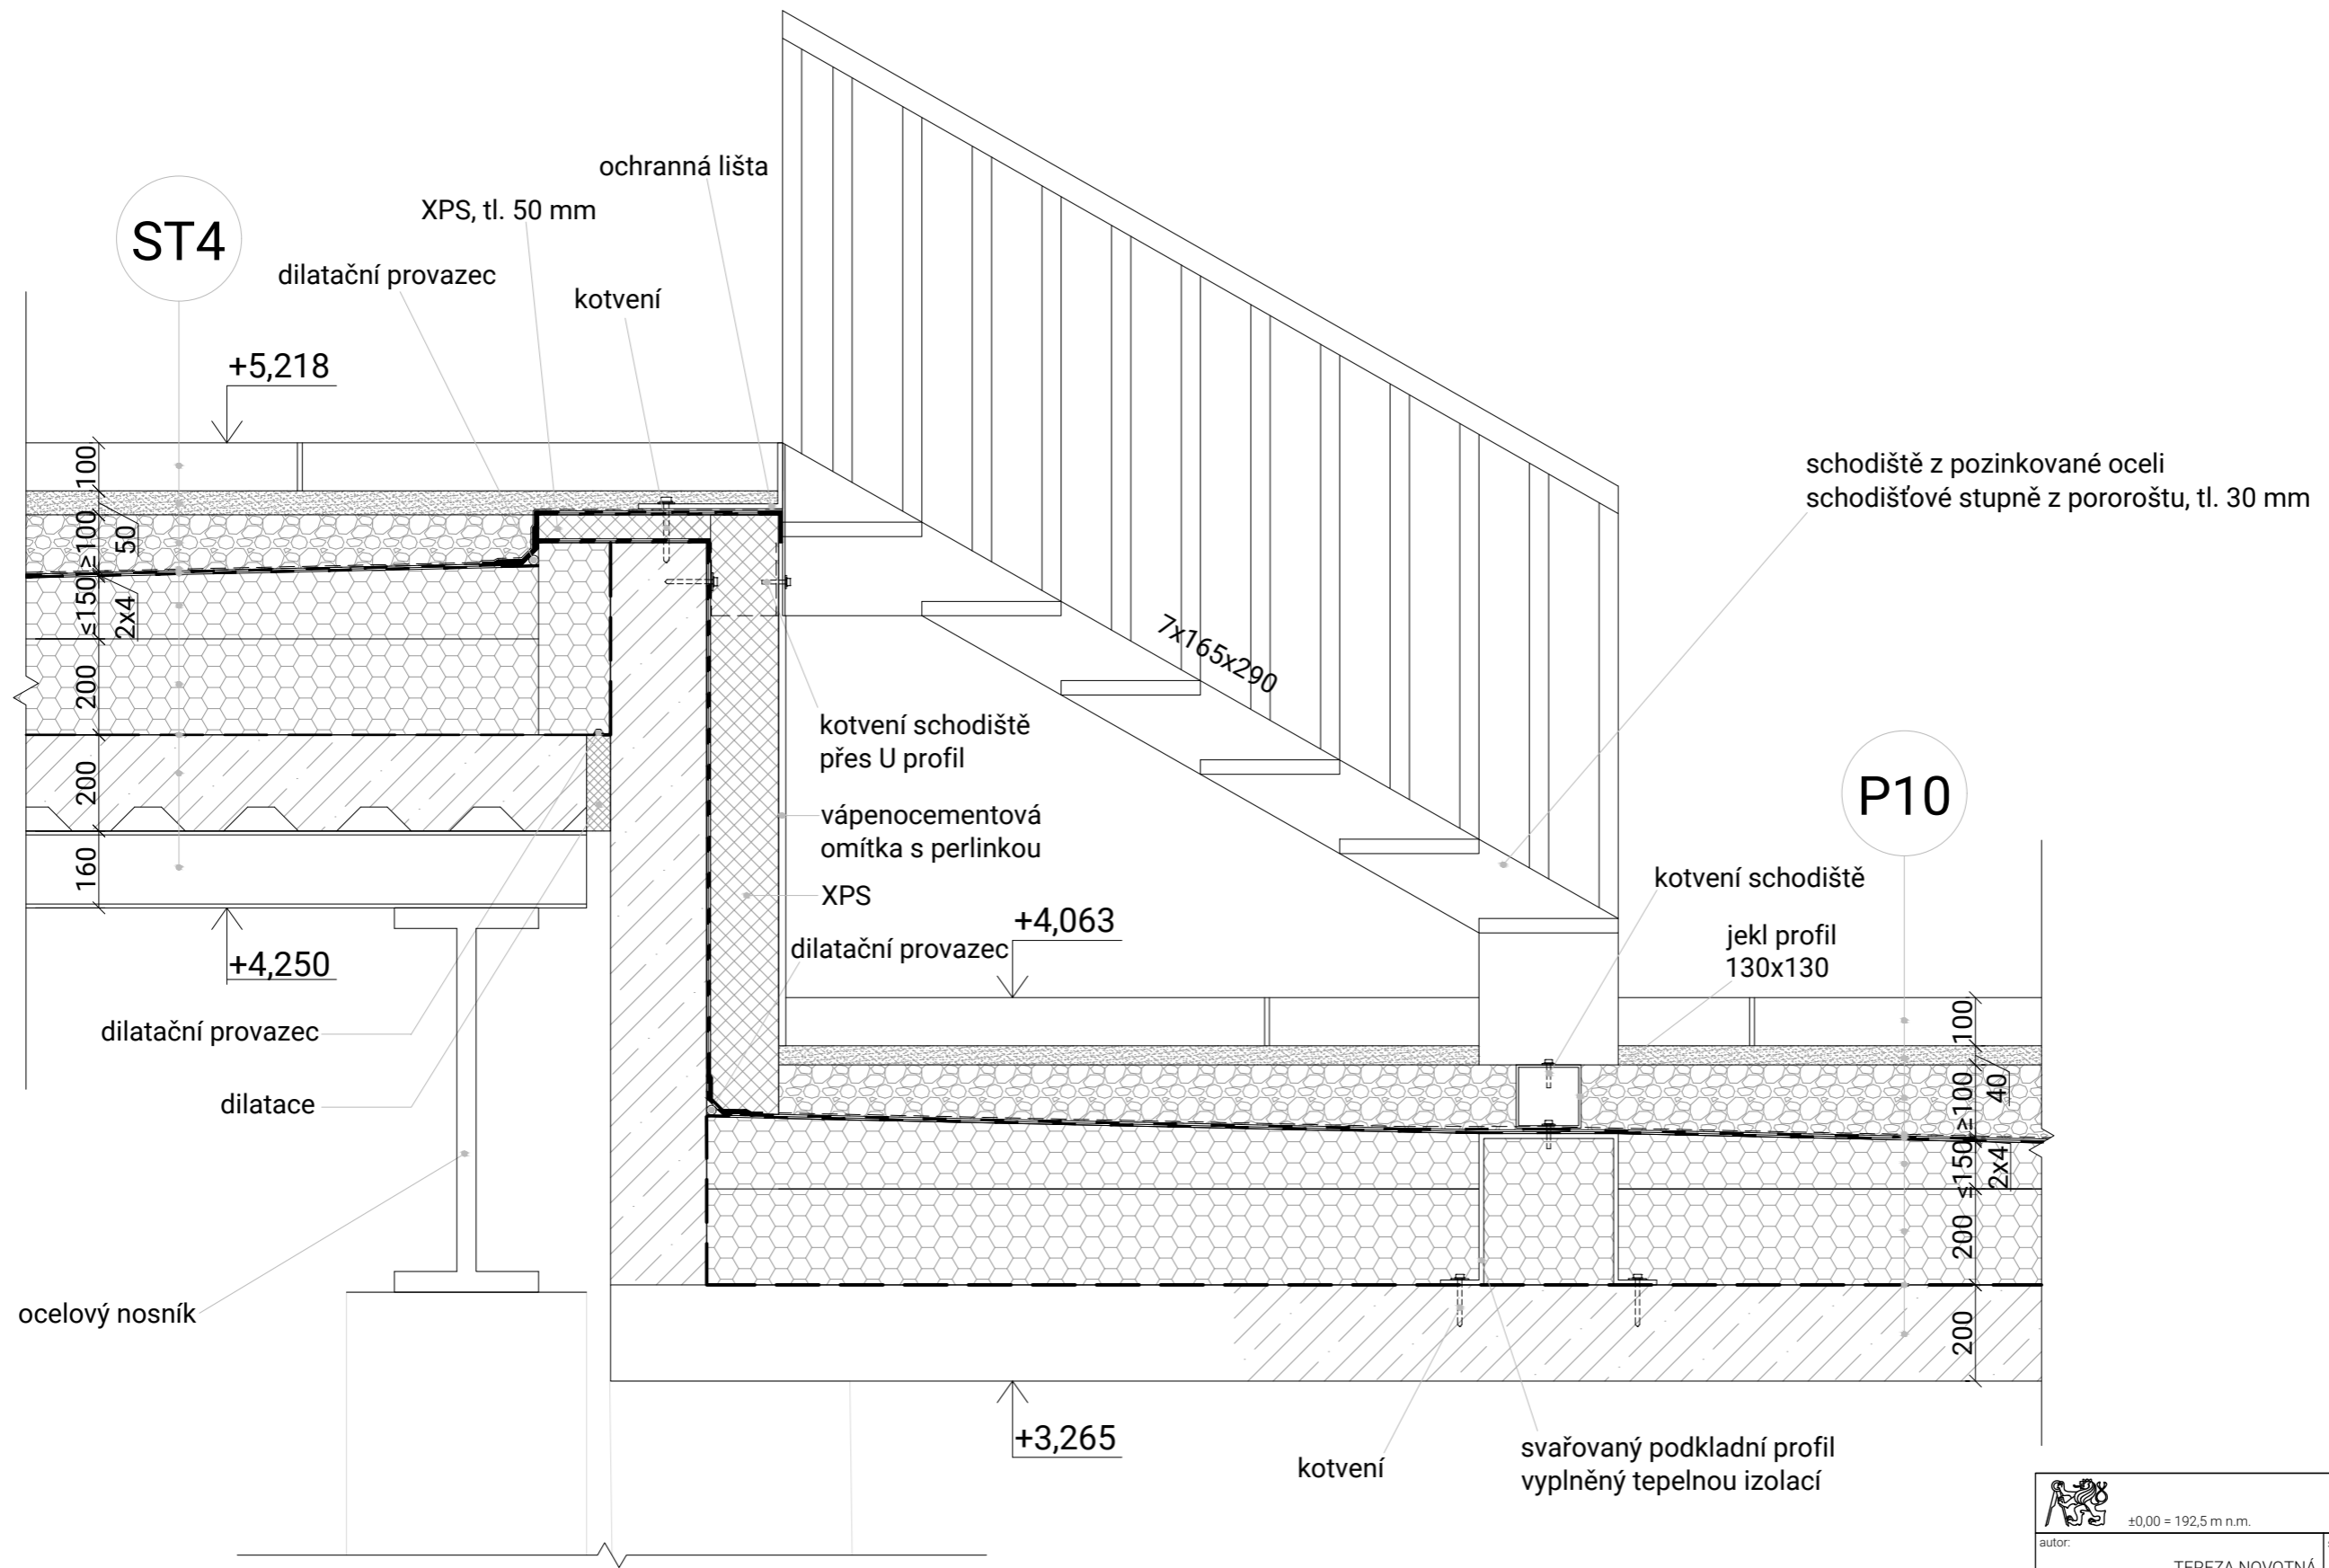 ochranná lišta
XPS, tl. 50 mm
ST4
dilatační provazec
kotvení
+5,218
schodiště z pozinkované oceli
schodišťové stupně z pororoštu, tl. 30 mm
100
50
≥100
≤150
2x4
200
200
160
7x165x290
kotvení schodiště
přes U profil
P10
vápenocementová
omítka s perlinkou
XPS
kotvení schodiště
+4,063
dilatační provazec
jekl profil
130x130
+4,250
dilatační provazec
dilatace
100
40
≥100
≤150
2x4
200
200
ocelový nosník
+3,265
kotvení
svařovaný podkladní profil
vyplněný tepelnou izolací
±0,00 = 192,5 m n.m.
autor:
TEREZA NOVOTNÁ